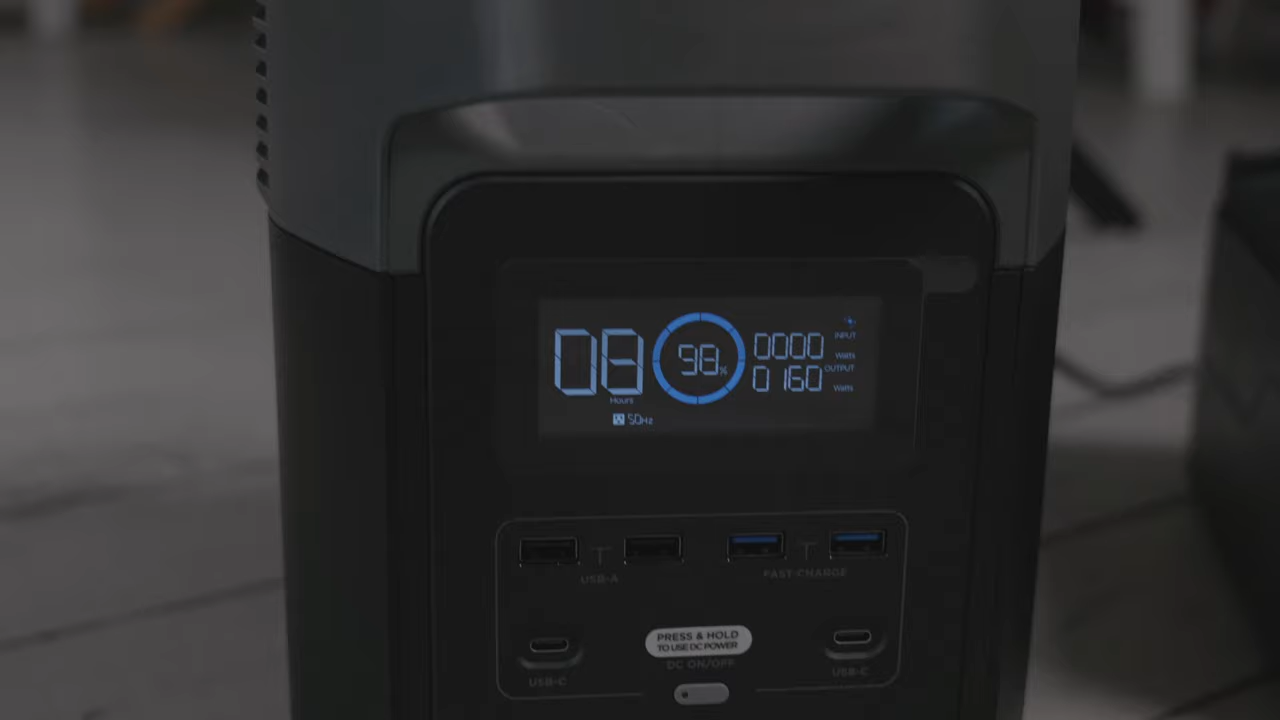 08
Hours
98%
0000
INPUT
Watts
0160
OUTPUT
Watts
50Hz
USB-A
FAST CHARGE
PRESS & HOLD
TO USE DC POWER
DC ON/OFF
USB-C
USB-C